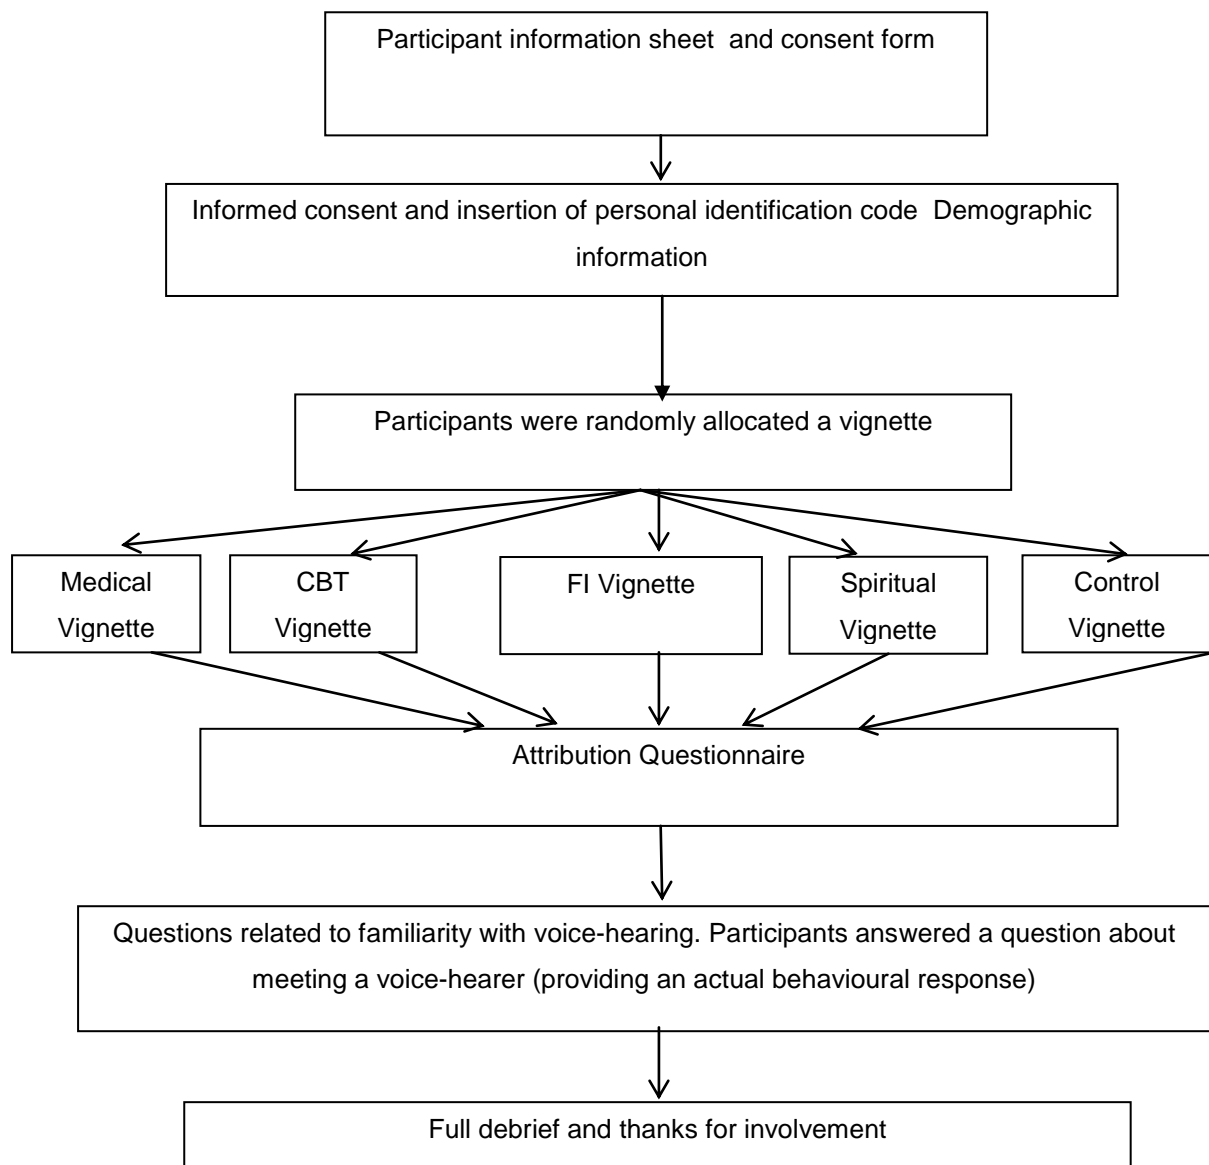 Participant information sheet  and consent form
Informed consent and insertion of personal identification code  Demographic
information
Participants were randomly allocated a vignette
Medical
Vignette
CBT
Vignette
FI Vignette
Spiritual
Vignette
Control
Vignette
Attribution Questionnaire
Questions related to familiarity with voice-hearing. Participants answered a question about
meeting a voice-hearer (providing an actual behavioural response)
Full debrief and thanks for involvement